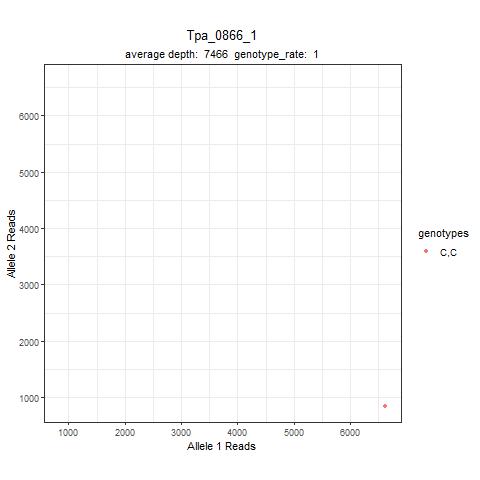 Tpa_0866_1
average depth:  7466  genotype_rate:  1
6000
5000
4000
3000
2000
1000
Allele 2 Reads
1000 2000 3000 4000 5000 6000
Allele 1 Reads
genotypes
C,C